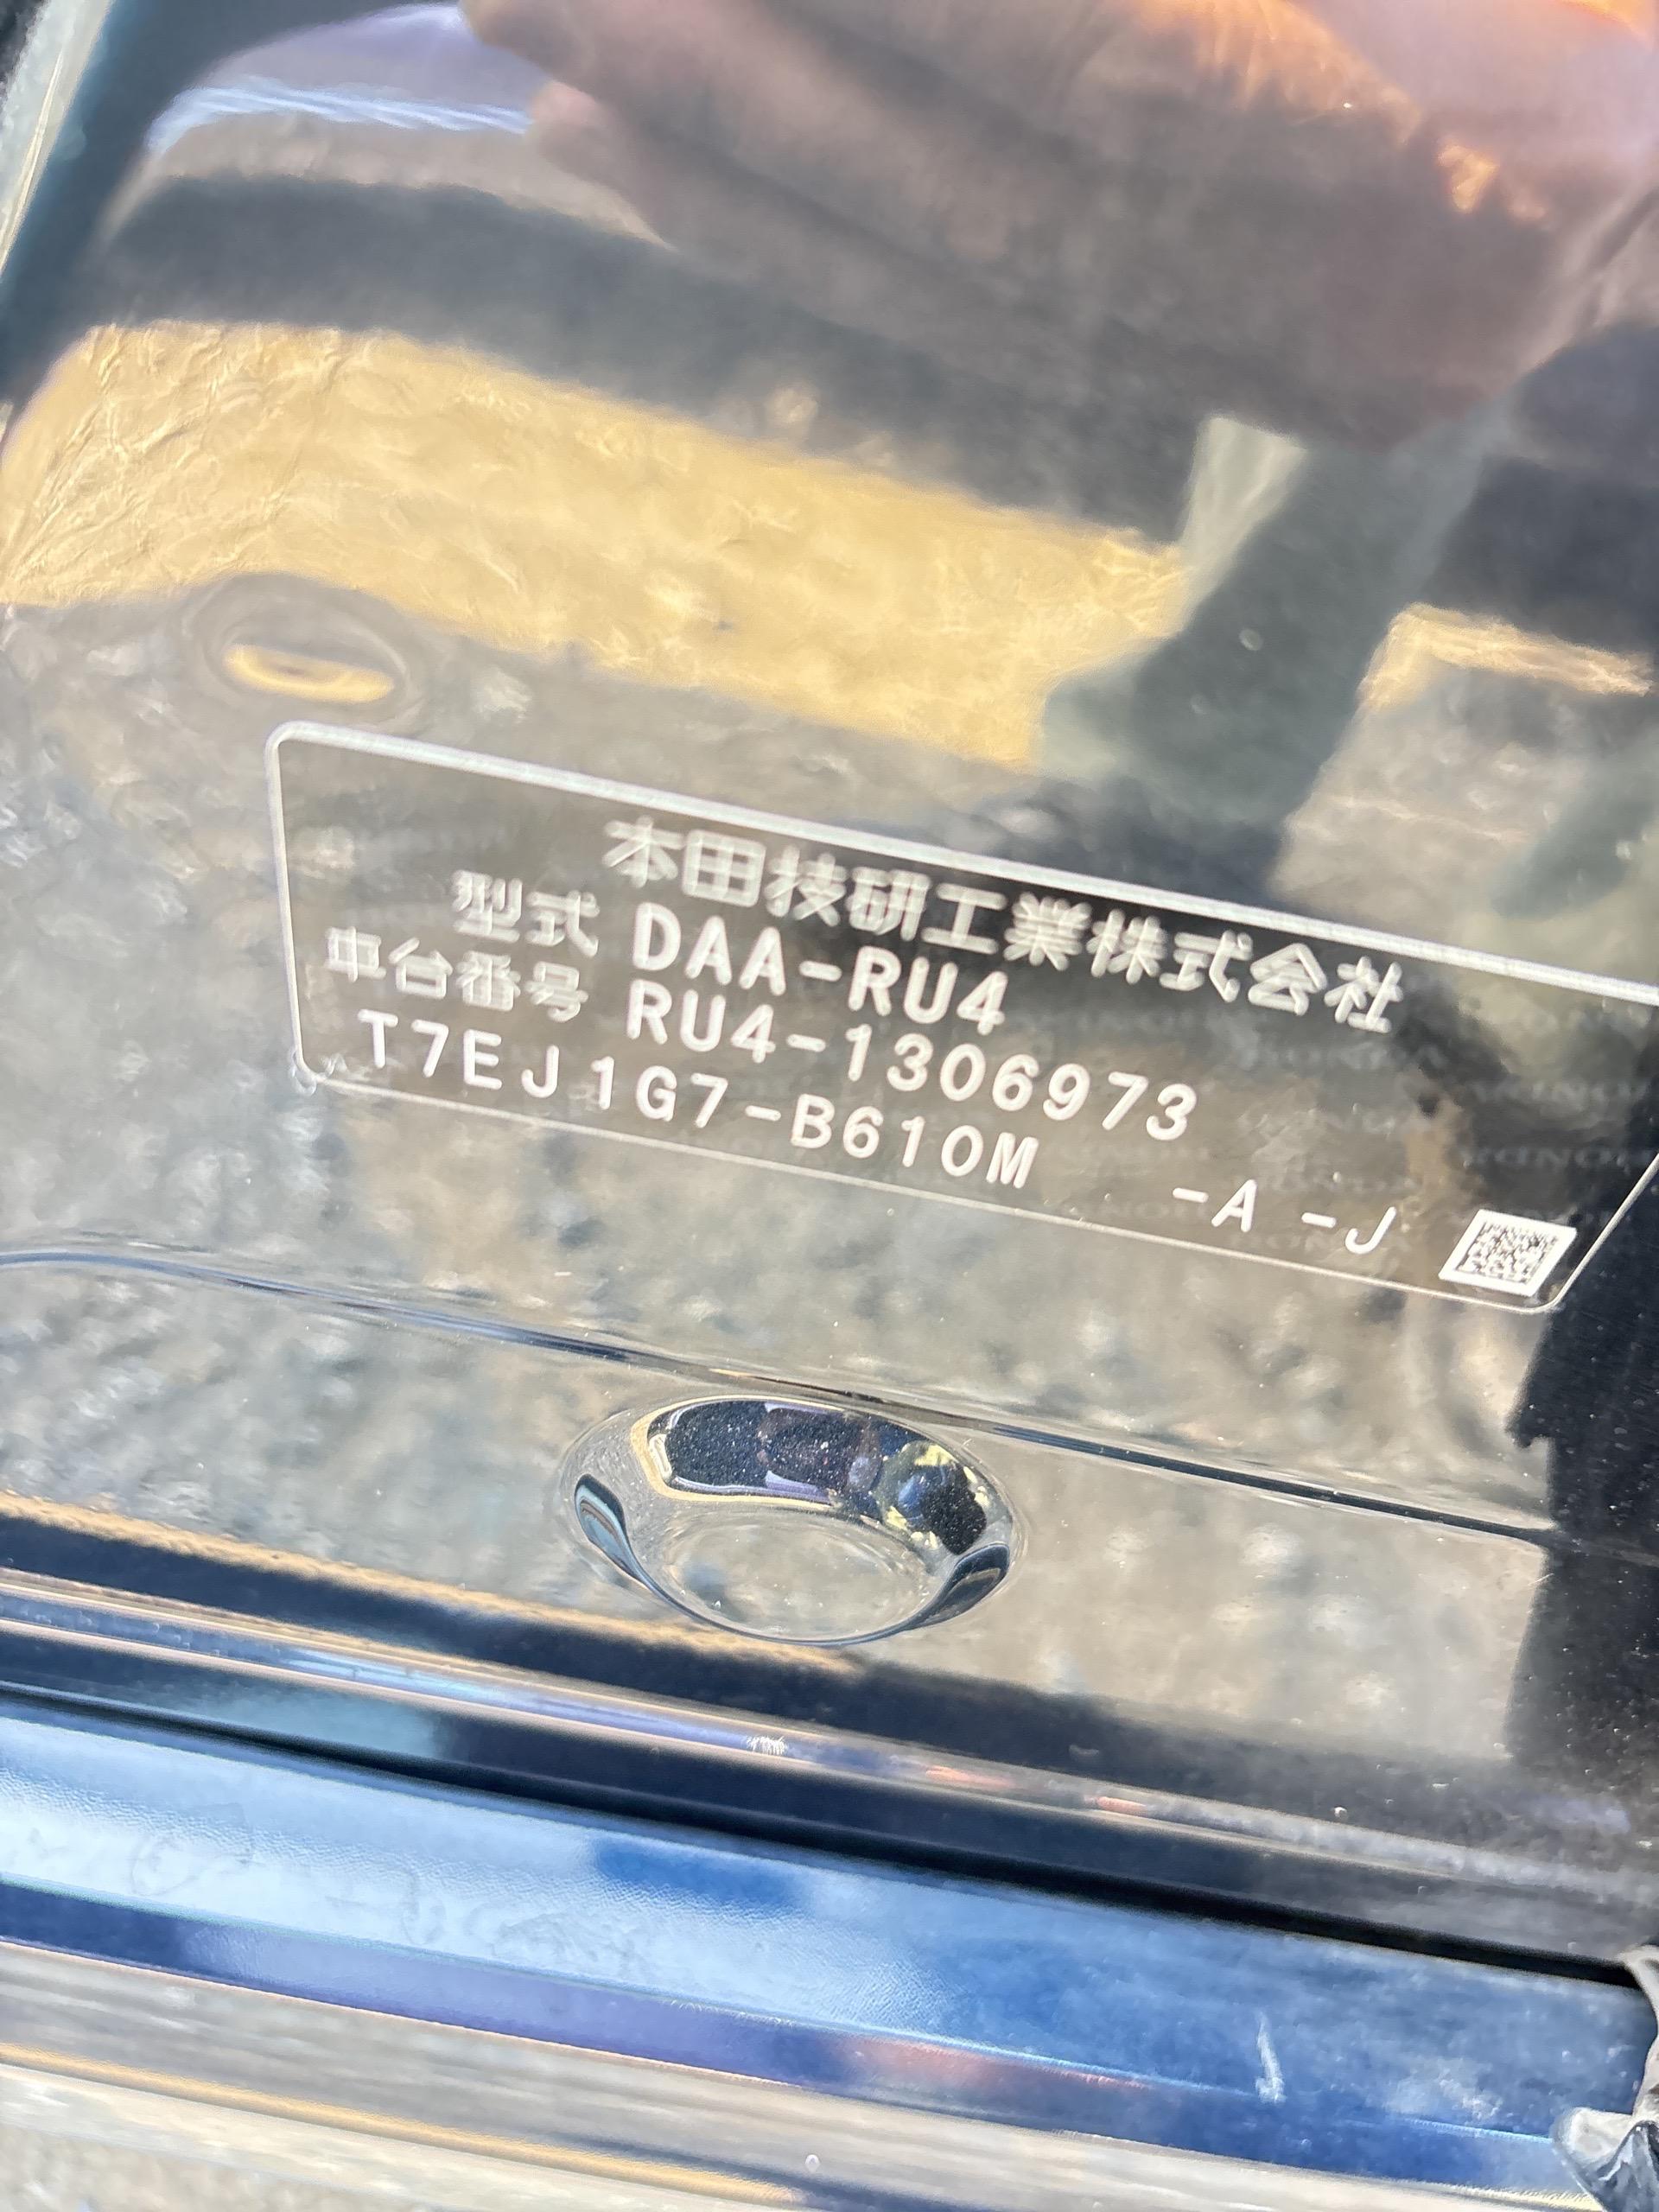 本田技研工業株式会社
型式 DAA-RU4
車台番号 RU4-1306973
T7EJ1G7-B610M -A -J